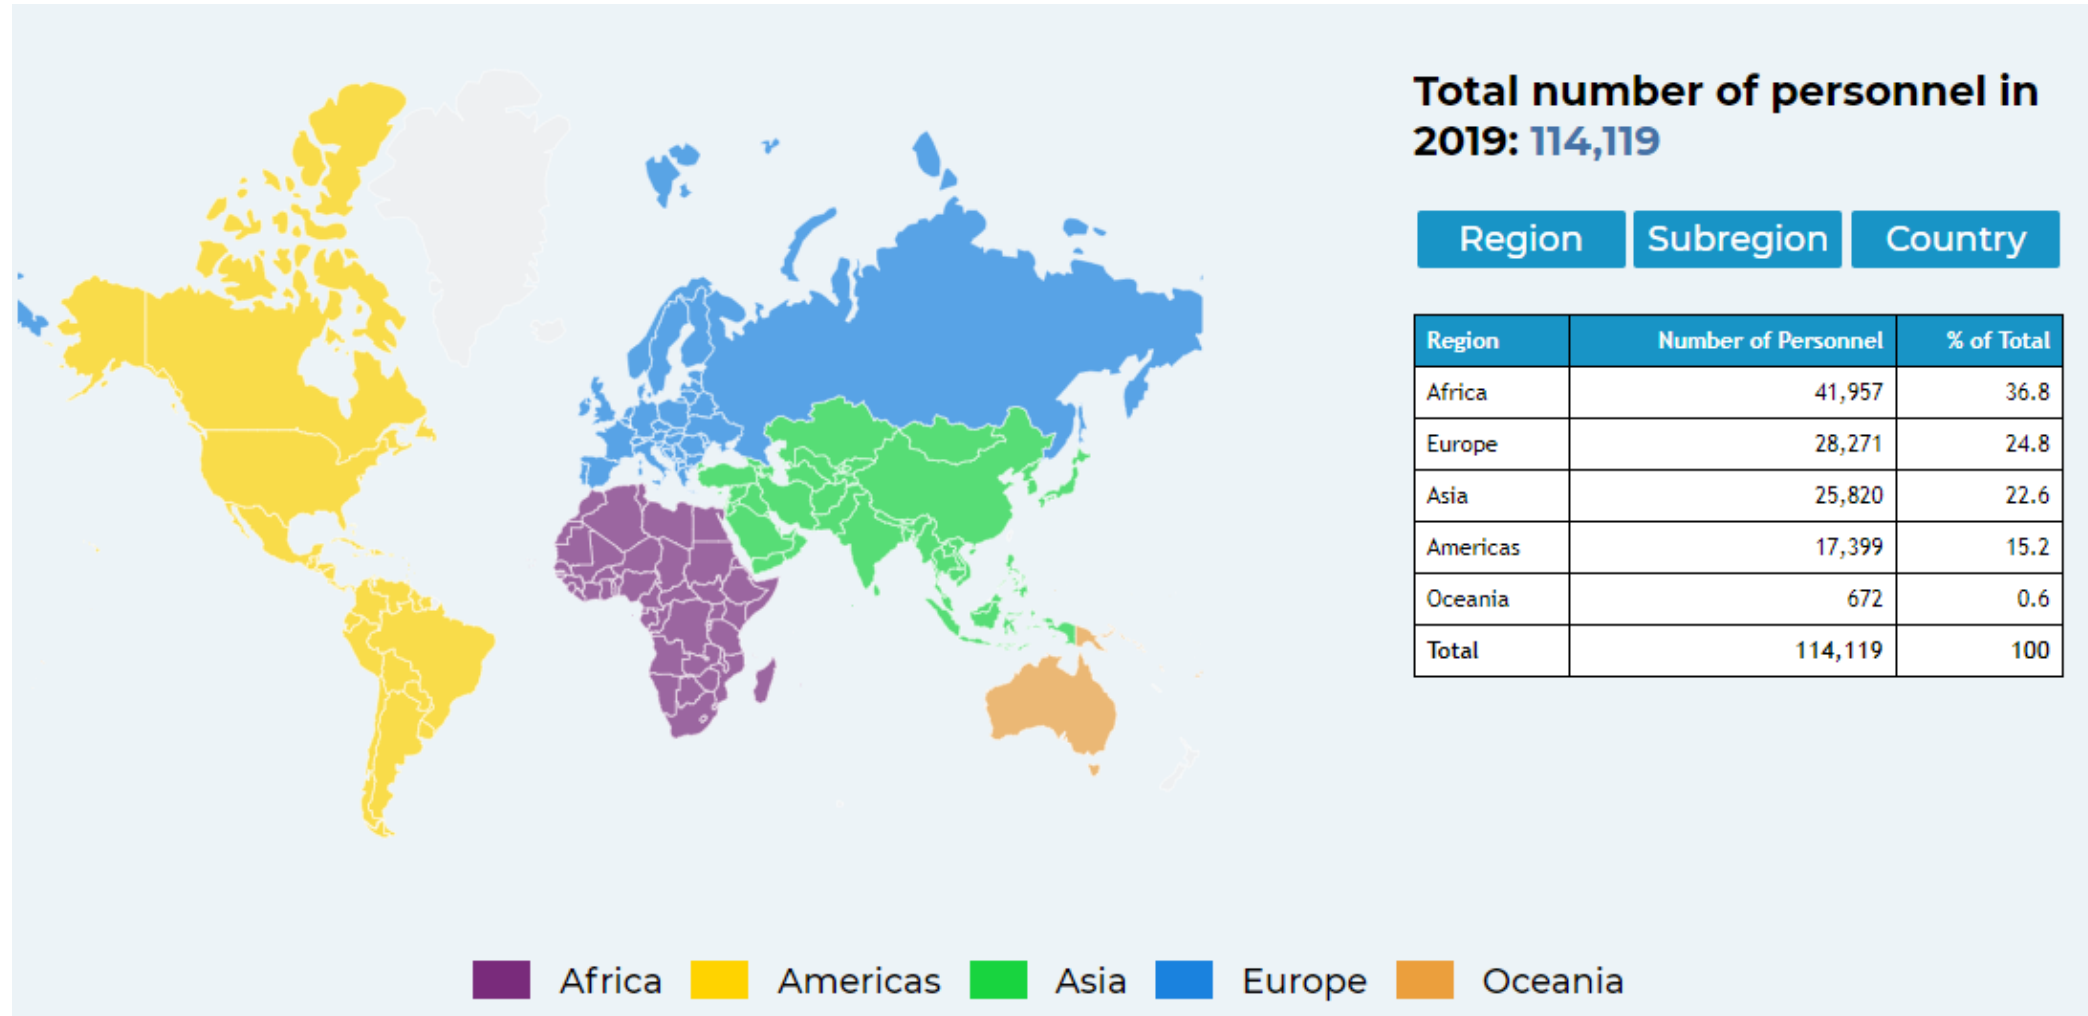 Total number of personnel in
2019: 114,119
Region Subregion Country
Region Number of Personnel % of Total
Africa 41,957 36.8
Europe 28,271 24.8
Asia 25,820 22.6
Americas 17,399 15.2
Oceania 672 0.6
Total 114,119 100
Africa Americas Asia Europe Oceania